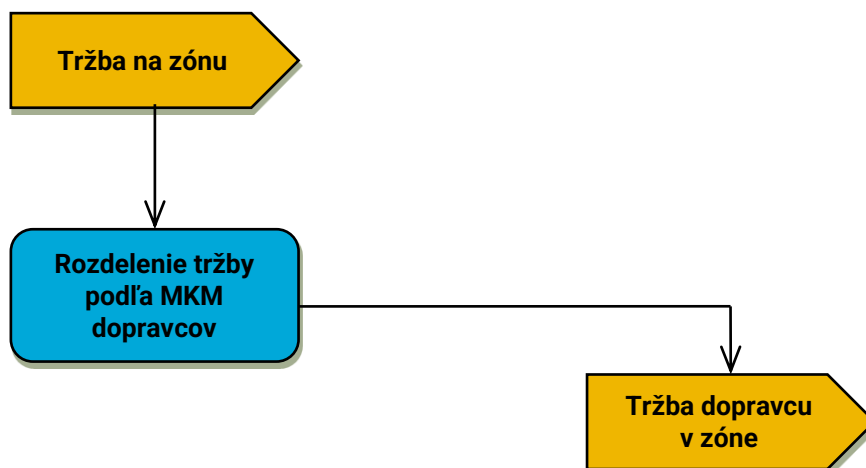 Tržba na zónu
Rozdelenie tržby
podľa MKM
dopravcov
Tržba dopravcu
v zóne